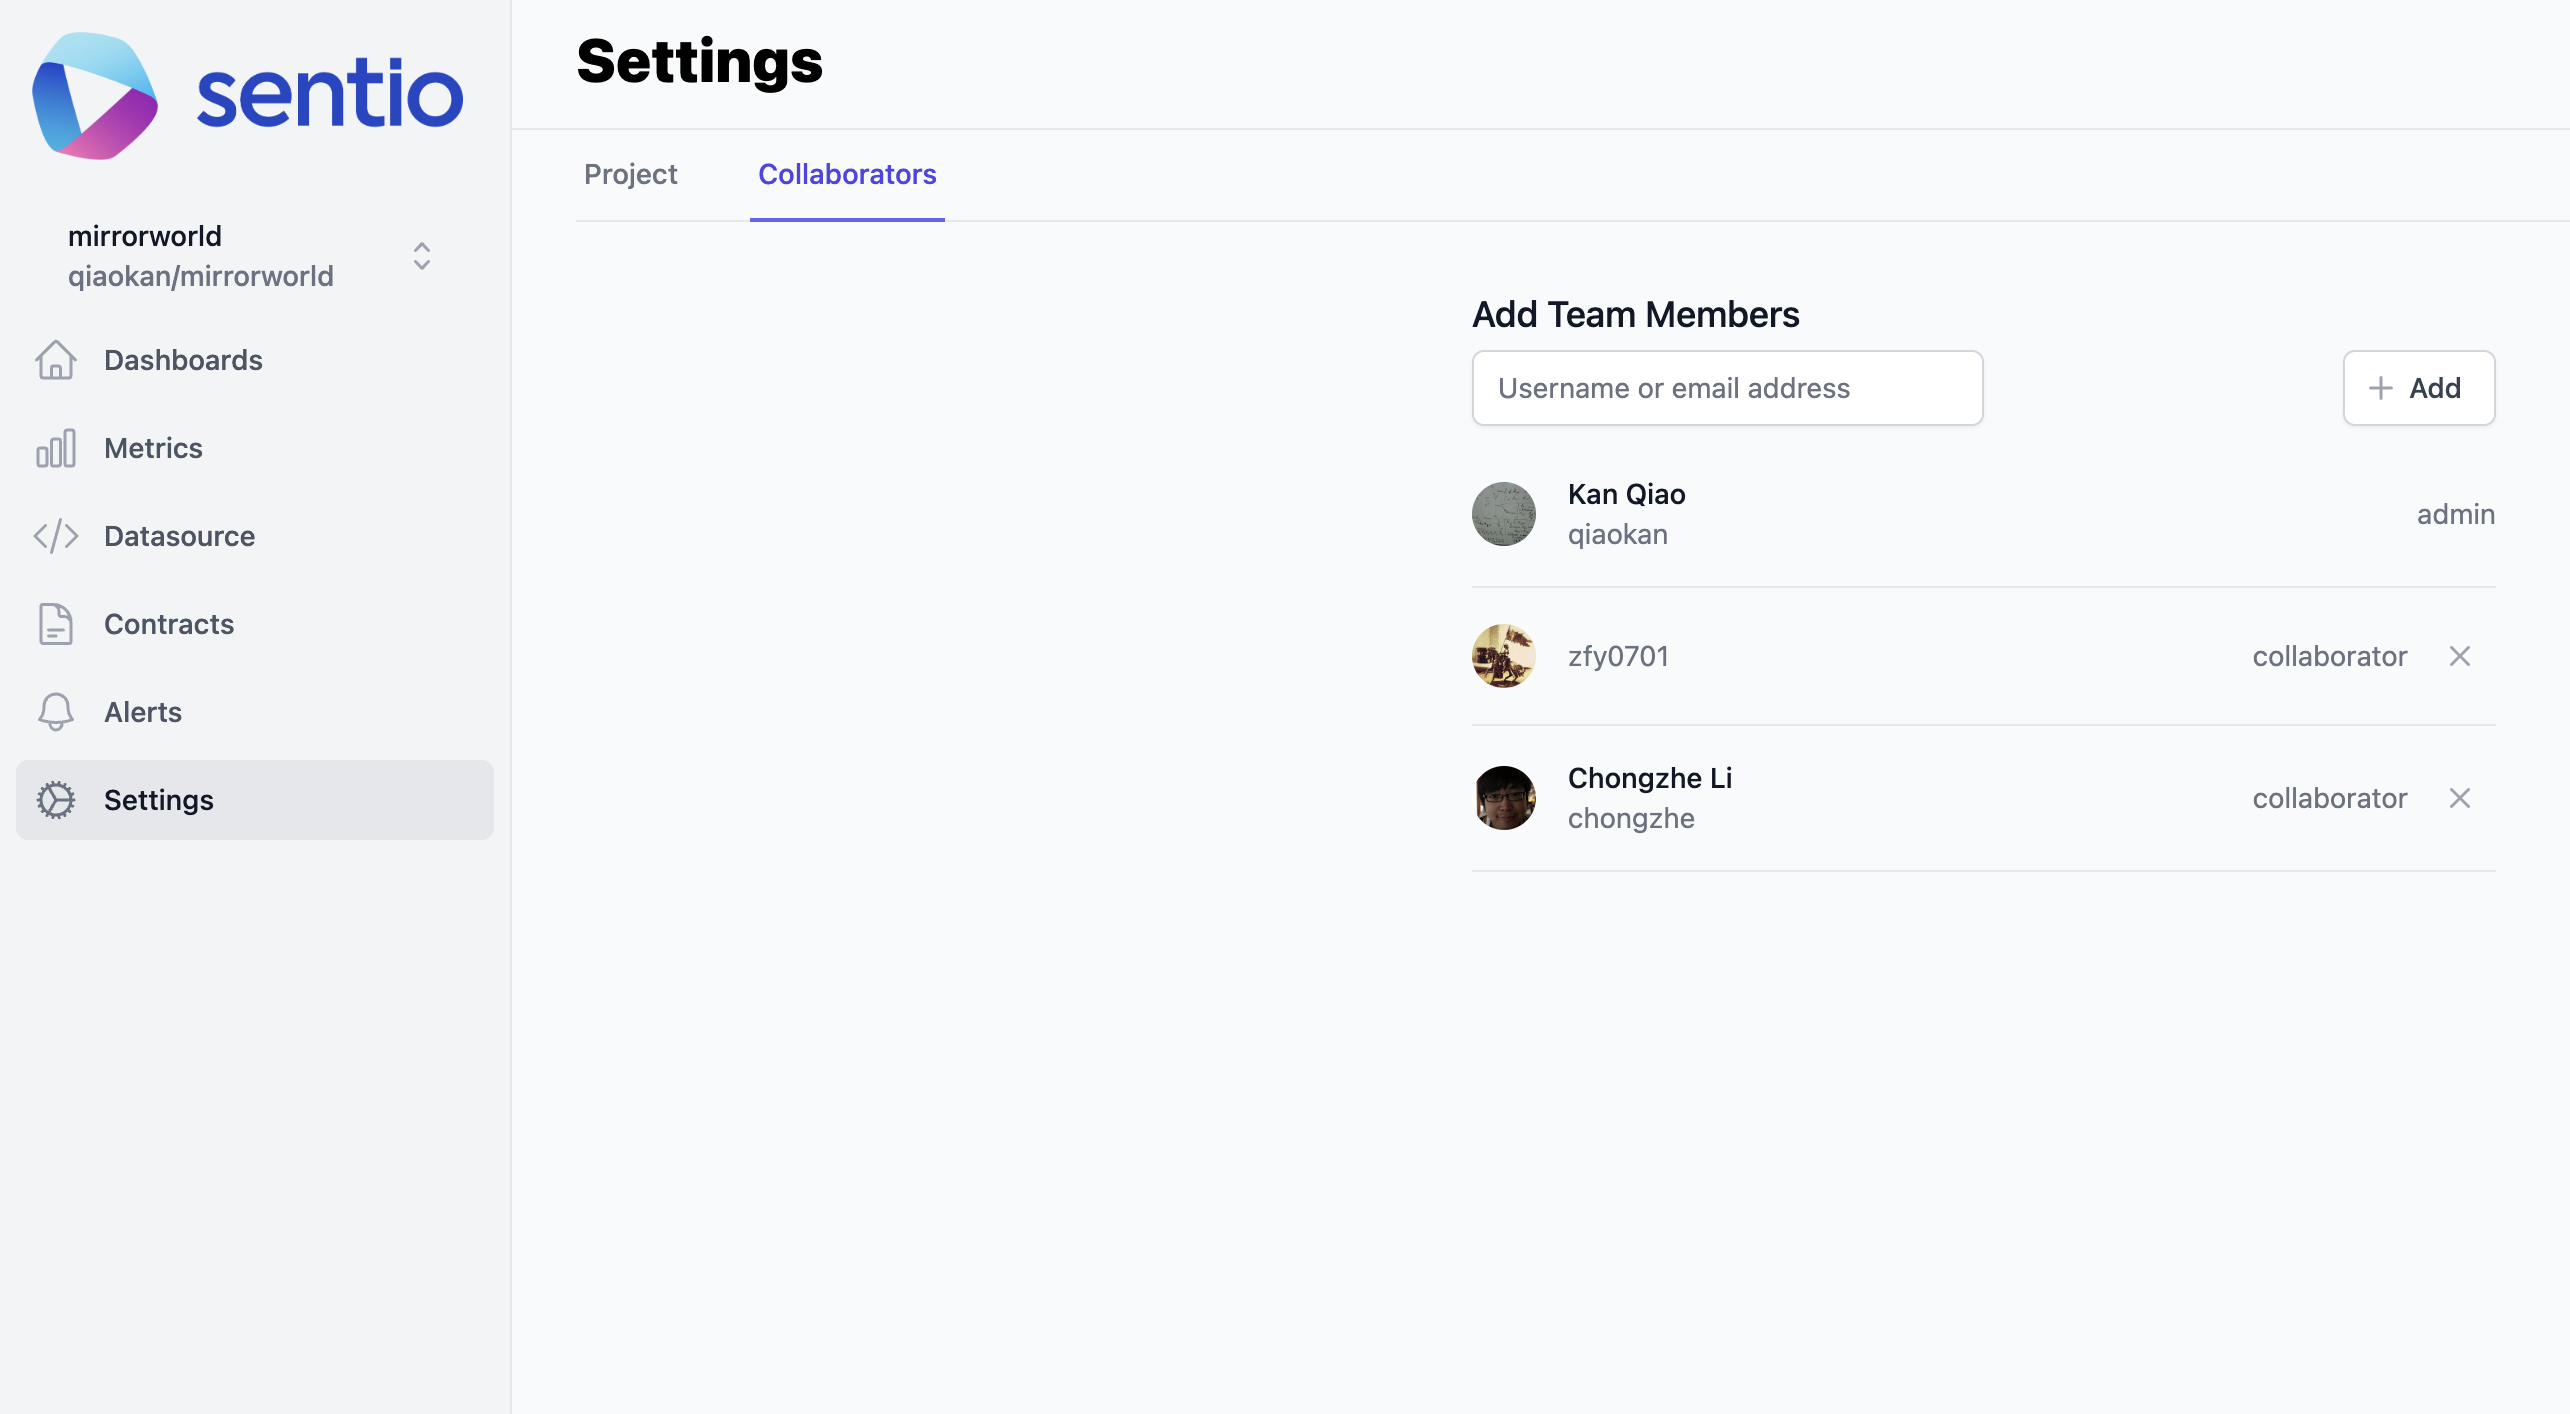 sentio
mirrorworld
qiaokan/mirrorworld
Dashboards
Metrics
Datasource
Contracts
Alerts
Settings
Settings
Project
Collaborators
Add Team Members
Username or email address
Add
Kan Qiao
qiaokan
admin
zfy0701
collaborator
Chongzhe Li
chongzhe
collaborator